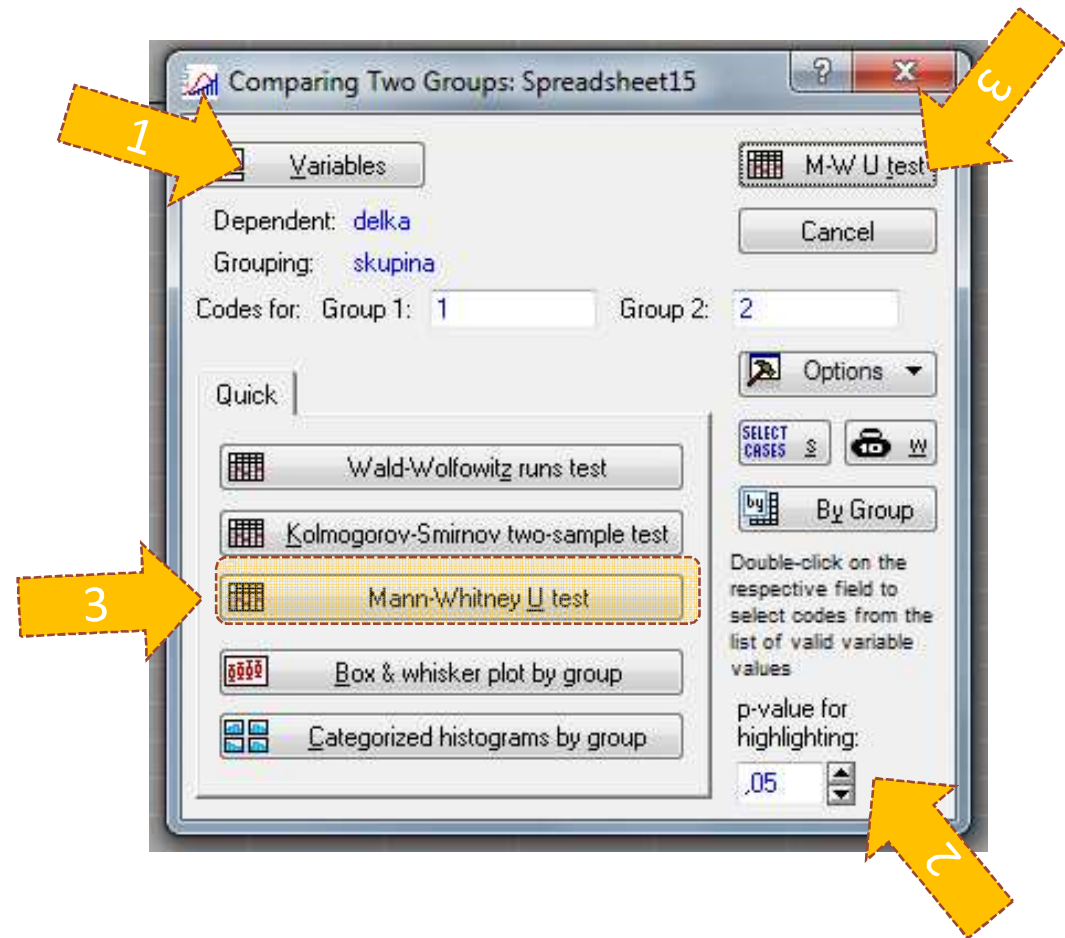 Comparing Two Groups: Spreadsheet15
?
x
1
3
Variables
M-W U test
Dependent: delka
Cancel
Grouping: skupina
Codes for: Group 1: 1 Group 2: 2
Options
Quick
SELECT CASES S
W
Wald-Wolfowitz runs test
by
By Group
Kolmogorov-Smirnov two-sample test
3
Mann-Whitney U test
Double-click on the
respective field to
select codes from the
list of valid variable
values
Box & whisker plot by group
Categorized histograms by group
p-value for
highlighting:
,05
2